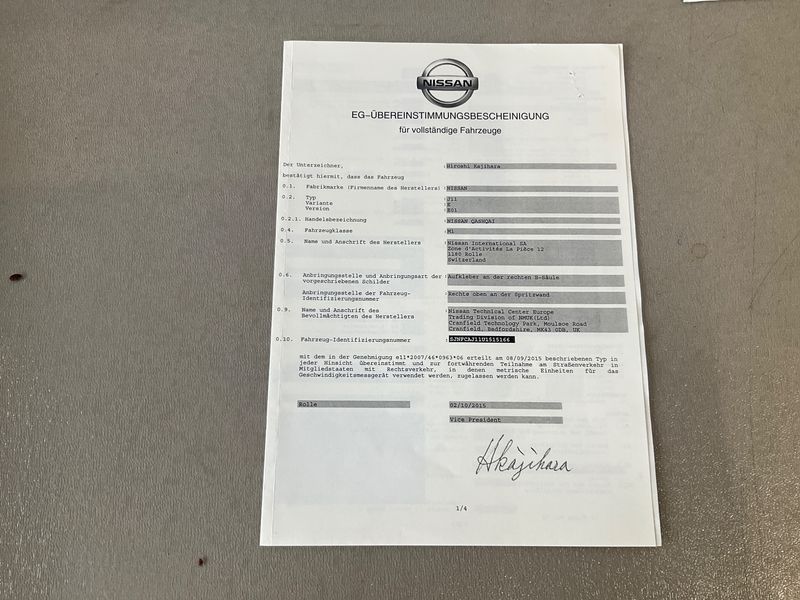 NISSAN
EG-ÜBEREINSTIMMUNGSBESCHEINIGUNG
für vollständige Fahrzeuge
Der Unterzeichner, :Hiroshi Kajihara
bestätigt hiermit, dass das Fahrzeug
0.1. Fabrikmarke (Firmenname des Herstellers) :NISSAN
0.2. Typ :J11
Variante :
Version :E01
0.2.1. Handelsbezeichnung :NISSAN QASHQAI
0.4. Fahrzeugklasse :M1
0.5. Name und Anschrift des Herstellers :Nissan International SA
Zone d'Activités La Pièce 12
1180 Rolle
Switzerland
0.6. Anbringungsstelle und Anbringungsart der :Aufkleber an der rechten B-Säule
vorgeschriebenen Schilder
Anbringungsstelle der Fahrzeug- :Rechts oben an der Spritzwand
Identifizierungsnummer
0.9. Name und Anschrift des :Nissan Technical Center Europe
Bevollmächtigten des Herstellers Trading Division of NMUK(Ltd)
Cranfield Technology Park, Moulsoe Road
Cranfield, Bedfordshire, MK43 0DB, UK
0.10. Fahrzeug-Identifizierungsnummer :SJNFCAJ11U1515166
mit dem in der Genehmigung e11*2007/46*0963*06 erteilt am 08/09/2015 beschriebenen Typ in
jeder Hinsicht übereinstimmt und zur fortwährenden Teilnahme am Straßenverkehr in
Mitgliedstaaten mit Rechtsverkehr, in denen metrische Einheiten für das
Geschwindigkeitsmessgerät verwendet werden, zugelassen werden kann.
Rolle 02/10/2015
Vice President
HKajihara
1/4